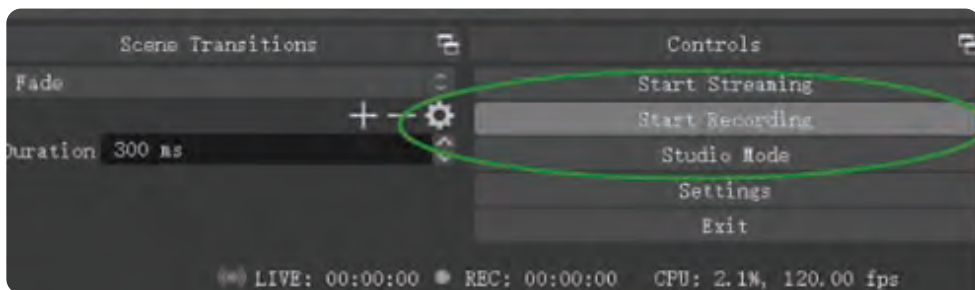 Scene Transitions
Controls
Fade
Start Streaming
Start Recording
Duration 300 ms
Studio Mode
Settings
Exit
LIVE: 00:00:00 REC: 00:00:00 CPU: 2.1%, 120.00 fps